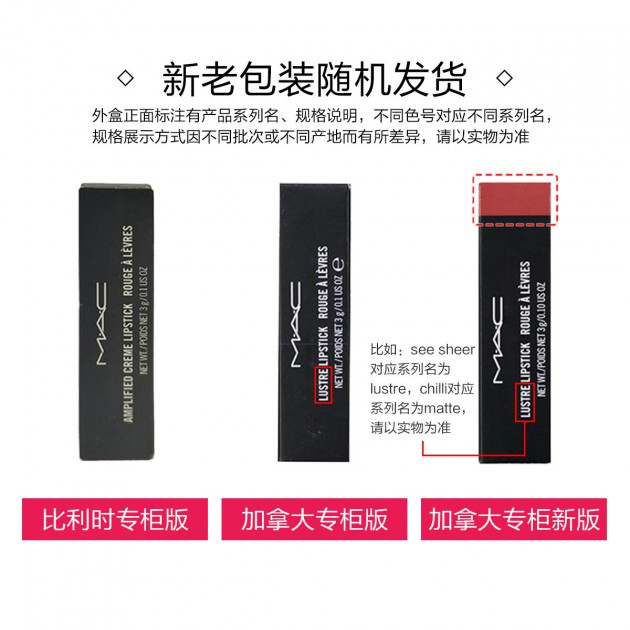 新老包装随机发货
外盒正面标注有产品系列名、规格说明，不同色号对应不同系列名，
规格展示方式因不同批次或不同产地而有所差异，请以实物为准
MAC
AMPLIFIED CREME LIPSTICK ROUGE À LÈVRES
NET WT./POIDS NET 3 g/0.1 US OZ
MAC
LUSTRE LIPSTICK ROUGE À LÈVRES
NET WT./POIDS NET 3 g/0.1 US OZ ℮
MAC
LUSTRE LIPSTICK ROUGE À LÈVRES
NET WT./POIDS NET 3g/0.10 US OZ
比如：see sheer
对应系列名为
lustre，chilli对应
系列名为matte，
请以实物为准
比利时专柜版
加拿大专柜版
加拿大专柜新版